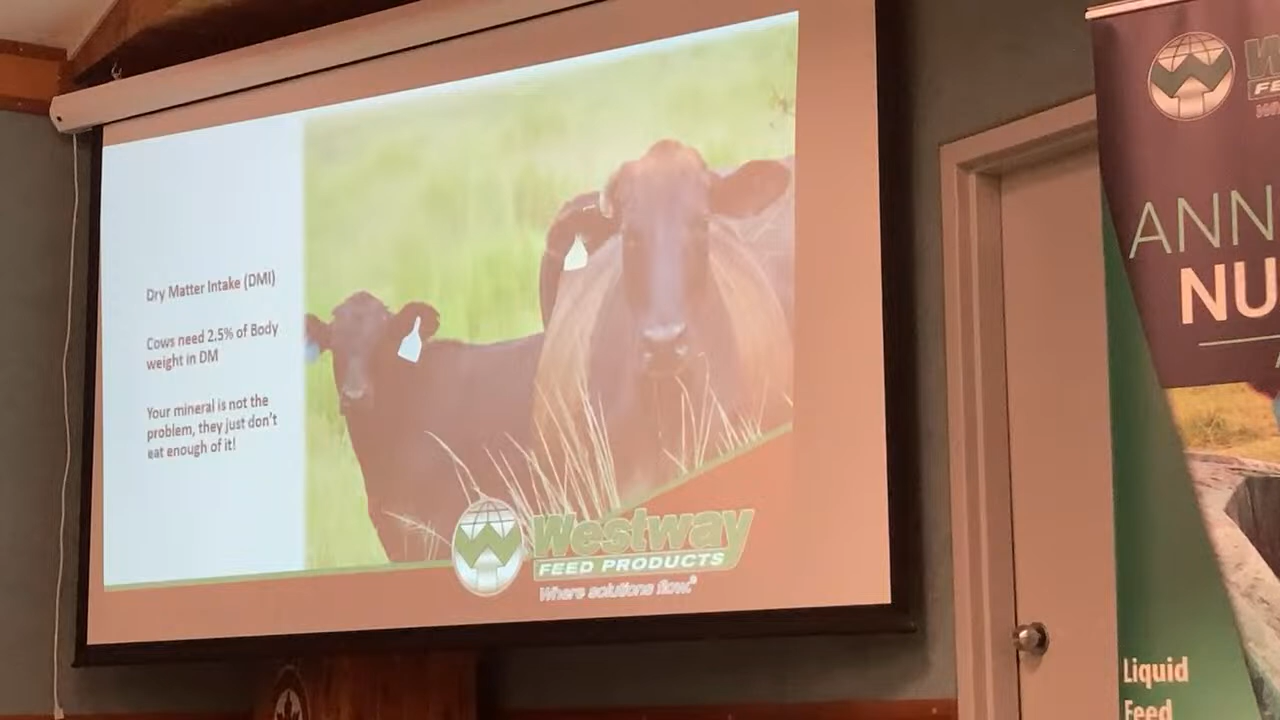 Dry Matter Intake (DMI)
Cows need 2.5% of Body
weight in DM
Your mineral is not the
problem, they just don't
eat enough of it!
Westway
FEED PRODUCTS
Where solutions flow.®
W
FE
ANN
NU
Liquid
Feed